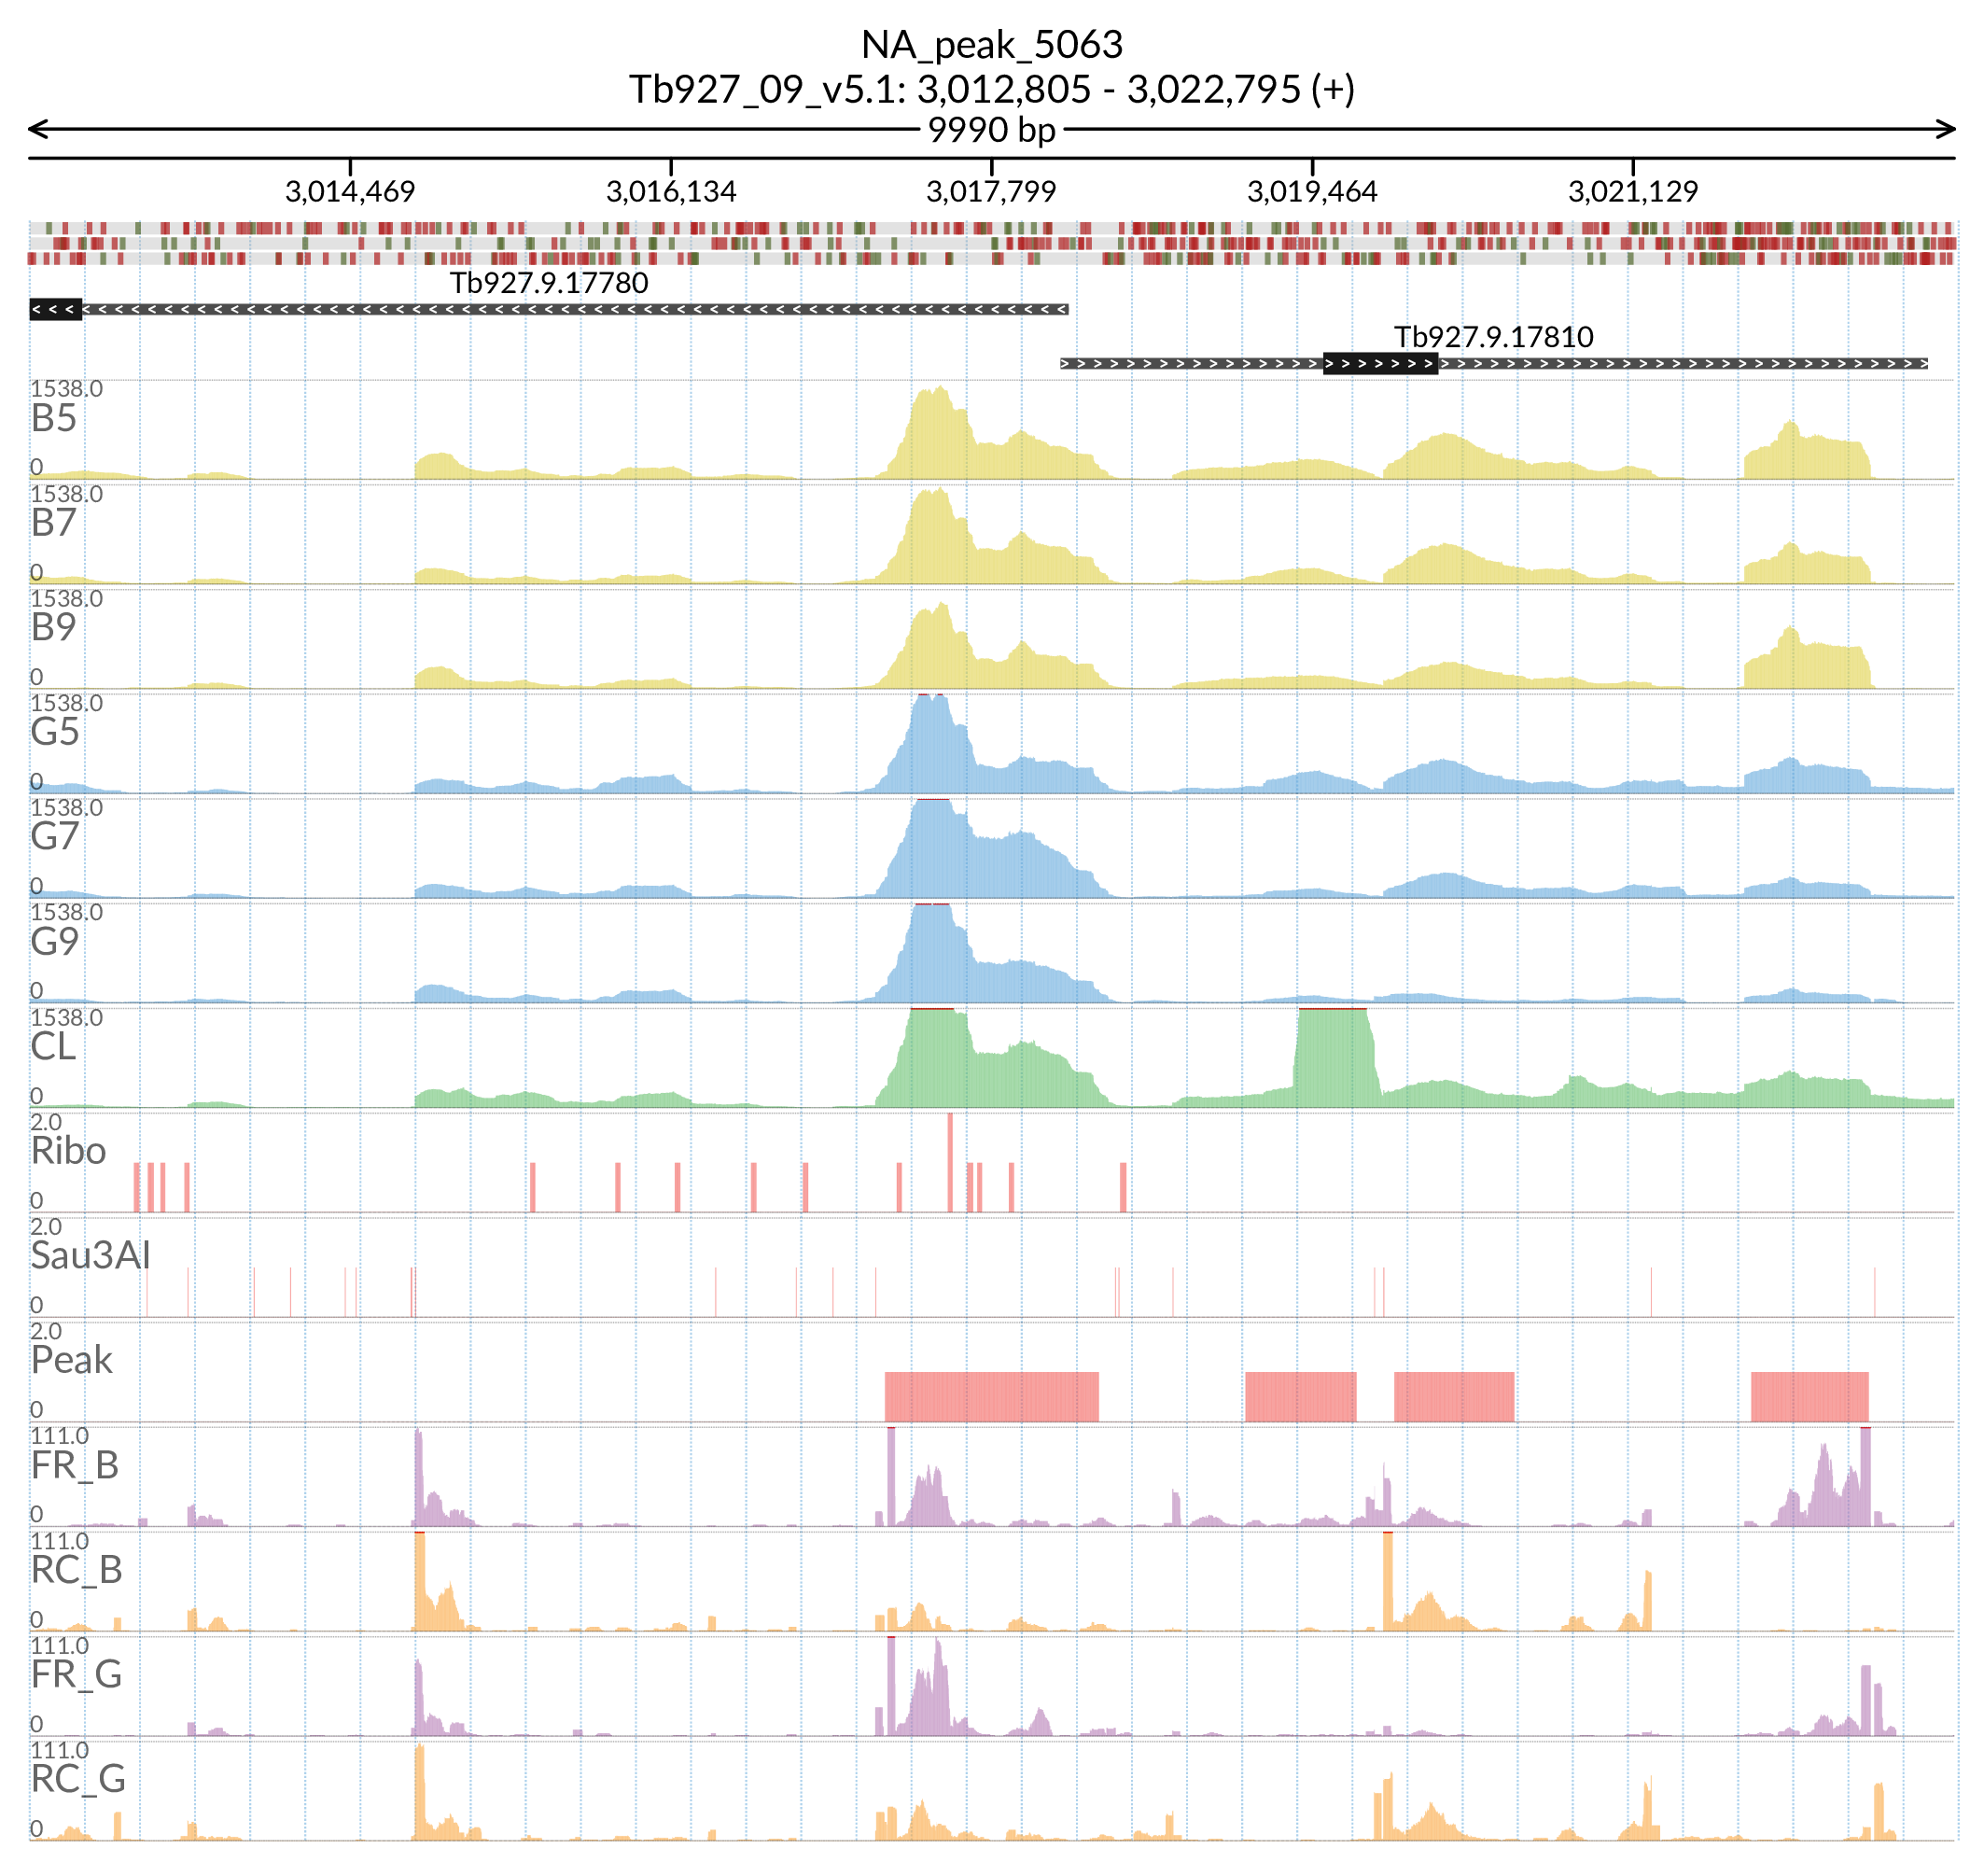 NA_peak_5063
Tb927_09_v5.1: 3,012,805 - 3,022,795 (+)
9990 bp
3,014,469 3,016,134 3,017,799 3,019,464 3,021,129
Tb927.9.17780
Tb927.9.17810
1538.0
B5
0
1538.0
B7
0
1538.0
B9
0
1538.0
G5
0
1538.0
G7
0
1538.0
G9
0
1538.0
CL
0
2.0
Ribo
0
2.0
Sau3AI
0
2.0
Peak
0
111.0
FR_B
0
111.0
RC_B
0
111.0
FR_G
0
111.0
RC_G
0